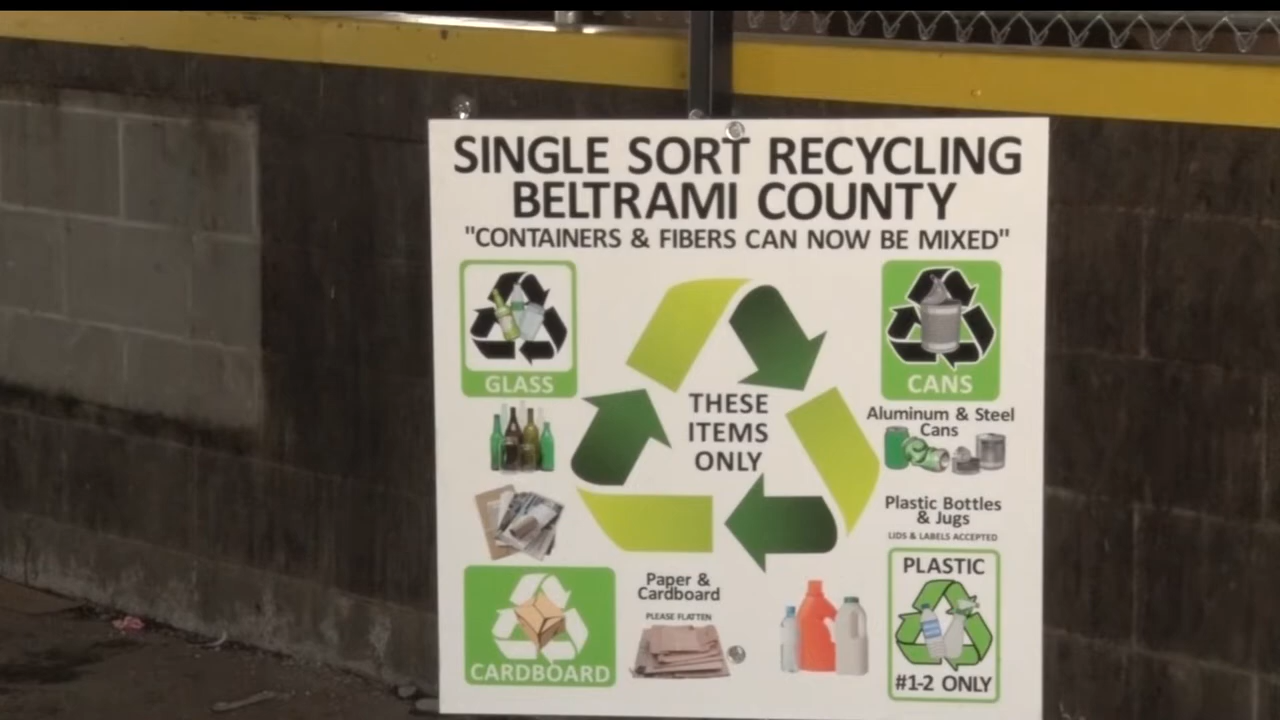 SINGLE SORT RECYCLING
BELTRAMI COUNTY
"CONTAINERS & FIBERS CAN NOW BE MIXED"
GLASS
CANS
THESE
ITEMS
ONLY
Aluminum & Steel
Cans
Plastic Bottles
& Jugs
LIDS & LABELS ACCEPTED
PLASTIC
#1-2 ONLY
Paper &
Cardboard
PLEASE FLATTEN
CARDBOARD